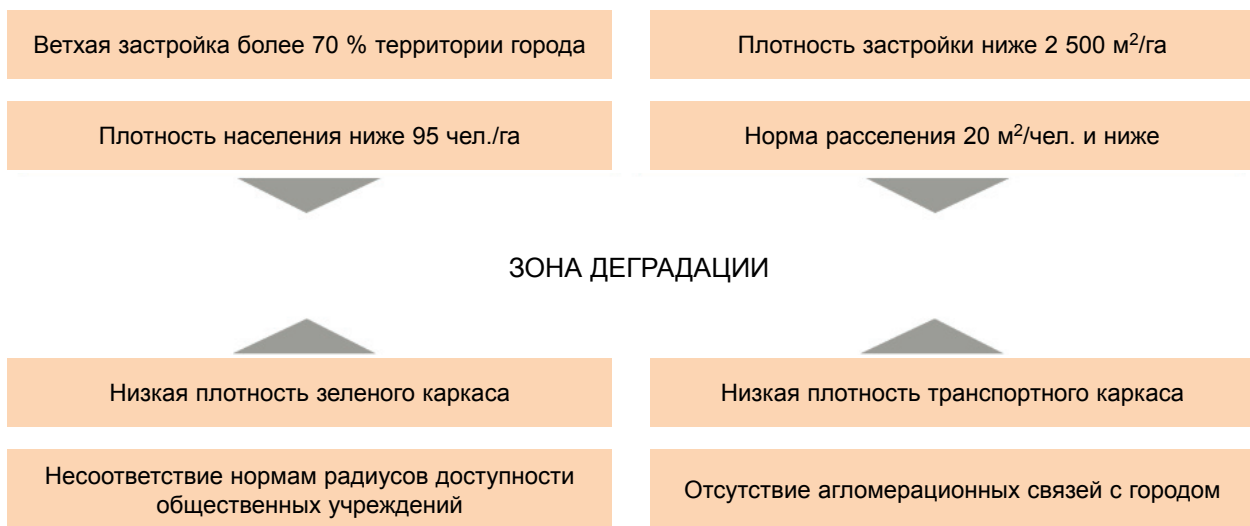 Ветхая застройка более 70 % территории города
Плотность застройки ниже 2 500 м²/га
Плотность населения ниже 95 чел./га
Норма расселения 20 м²/чел. и ниже
ЗОНА ДЕГРАДАЦИИ
Низкая плотность зеленого каркаса
Низкая плотность транспортного каркаса
Несоответствие нормам радиусов доступности
общественных учреждений
Отсутствие агломерационных связей с городом